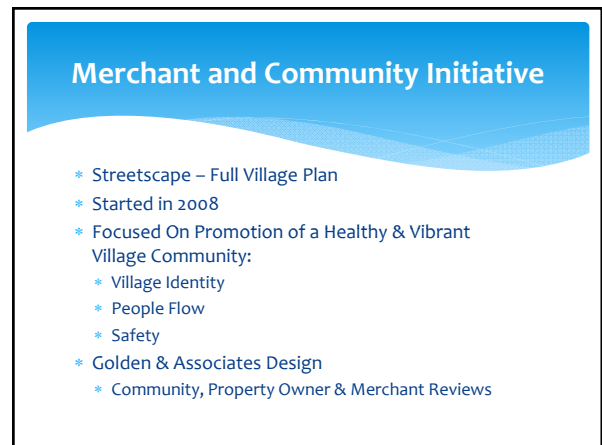 Merchant and Community Initiative
* Streetscape – Full Village Plan
* Started in 2008
* Focused On Promotion of a Healthy & Vibrant
Village Community:
* Village Identity
* People Flow
* Safety
* Golden & Associates Design
* Community, Property Owner & Merchant Reviews